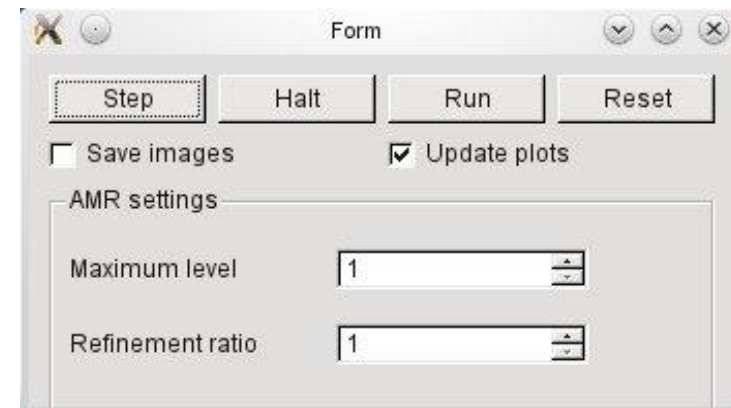 Form
Step Halt Run Reset
Save images Update plots
AMR settings
Maximum level 1
Refinement ratio 1